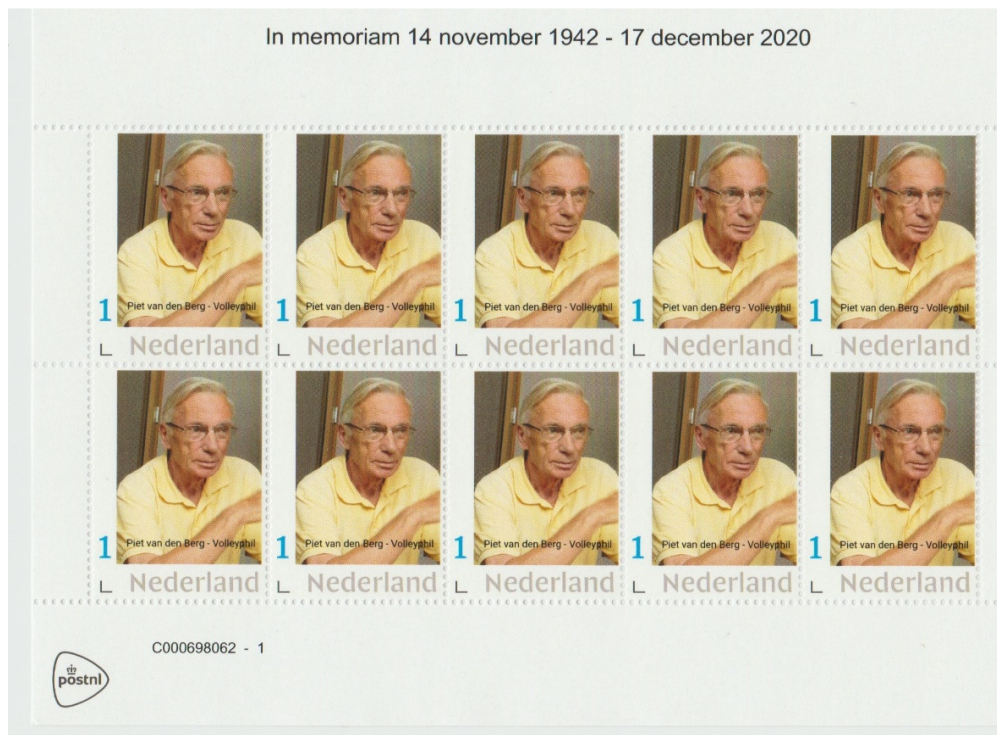 In memoriam 14 november 1942 - 17 december 2020
Piet van den Berg - Volleyphil Piet van den Berg - Volleyphil Piet van den Berg - Volleyphil Piet van den Berg - Volleyphil Piet van den Berg - Volleyphil
1 1 1 1 1
Nederland Nederland Nederland Nederland Nederland
Piet van den Berg - Volleyphil Piet van den Berg - Volleyphil Piet van den Berg - Volleyphil Piet van den Berg - Volleyphil Piet van den Berg - Volleyphil
1 1 1 1 1
Nederland Nederland Nederland Nederland Nederland
C000698062 - 1
postnl